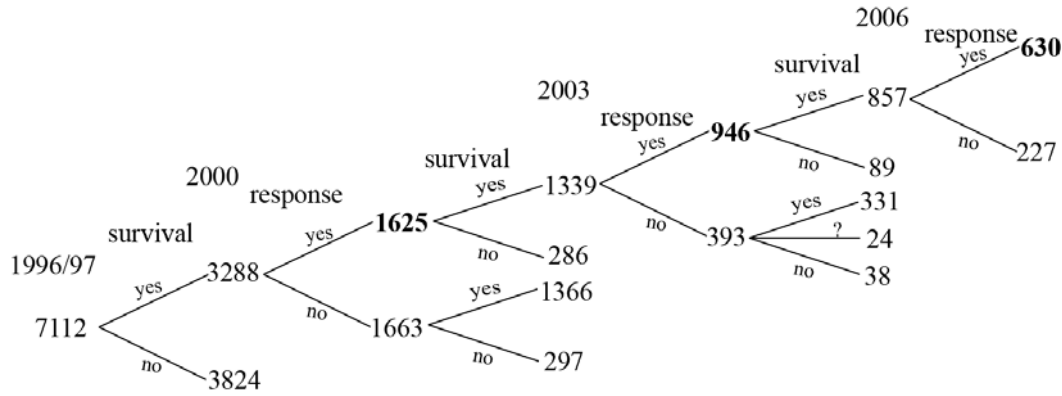 2006
response
yes
630
survival
yes
857
no
227
2003
response
yes
946
no
89
survival
yes
1339
no
393
yes
331
?
24
no
38
2000
response
yes
1625
no
286
survival
yes
3288
no
1663
yes
1366
no
297
1996/97
7112
no
3824